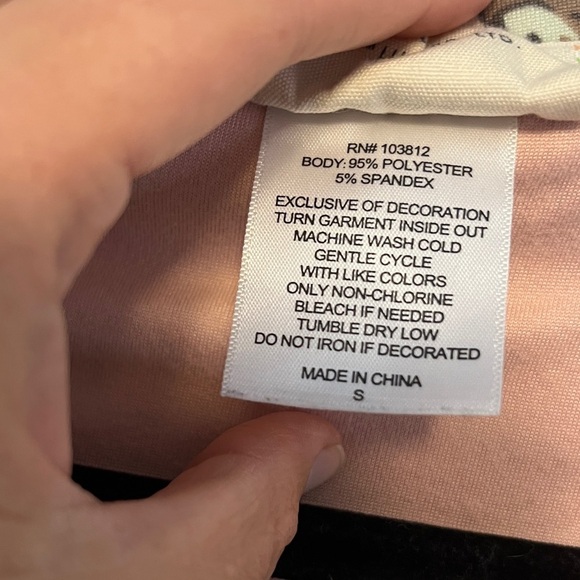 LTD.
RN# 103812
BODY: 95% POLYESTER
5% SPANDEX
EXCLUSIVE OF DECORATION
TURN GARMENT INSIDE OUT
MACHINE WASH COLD
GENTLE CYCLE
WITH LIKE COLORS
ONLY NON-CHLORINE
BLEACH IF NEEDED
TUMBLE DRY LOW
DO NOT IRON IF DECORATED
MADE IN CHINA
S